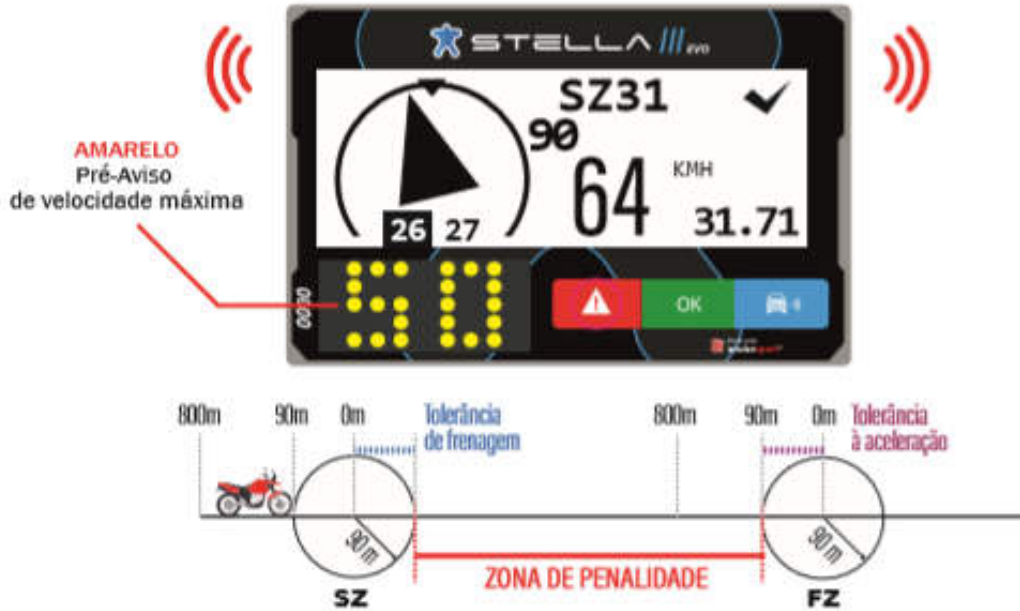 STELLA III EVO
SZ31
90
64 KMH
31.71
26 27
AMARELO
Pré-Aviso
de velocidade máxima
50
OK
800m 90m 0m Tolerância
de frenagem
800m 90m 0m Tolerância
à aceleração
90 m
90 m
ZONA DE PENALIDADE
SZ
FZ